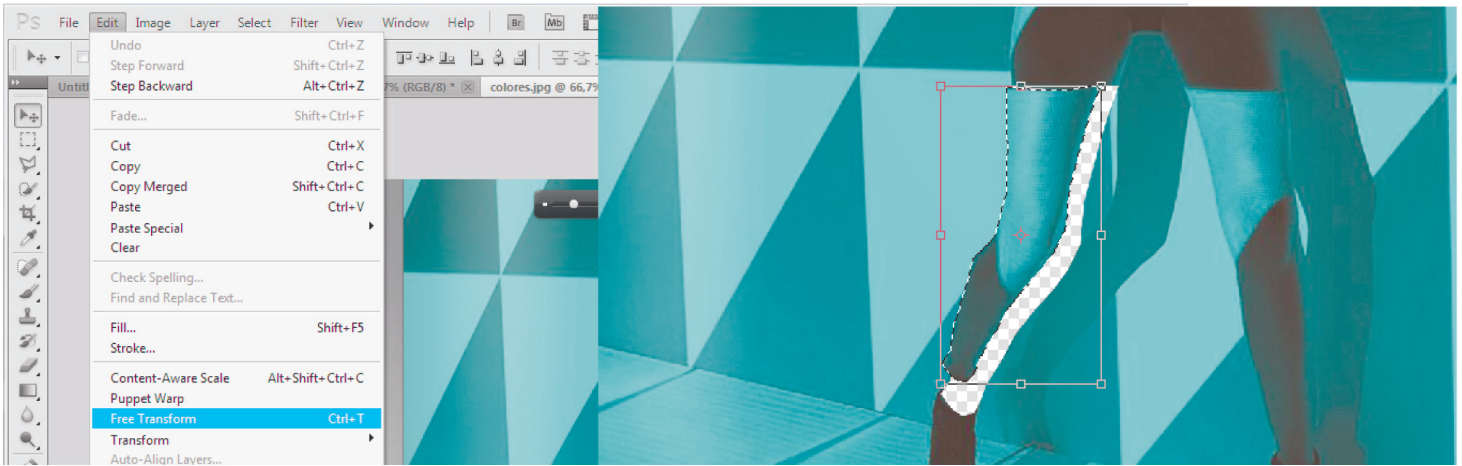 Ps File Edit Image Layer Select Filter View Window Help Br Mb
Undo Ctrl+Z
Step Forward Shift+Ctrl+Z
Step Backward Alt+Ctrl+Z
Untitl 7% (RGB/8) * colores.jpg @ 66,7%
Fade... Shift+Ctrl+F
Cut Ctrl+X
Copy Ctrl+C
Copy Merged Shift+Ctrl+C
Paste Ctrl+V
Paste Special
Clear
Check Spelling...
Find and Replace Text...
Fill... Shift+F5
Stroke...
Content-Aware Scale Alt+Shift+Ctrl+C
Puppet Warp
Free Transform Ctrl+T
Transform
Auto-Align Layers...